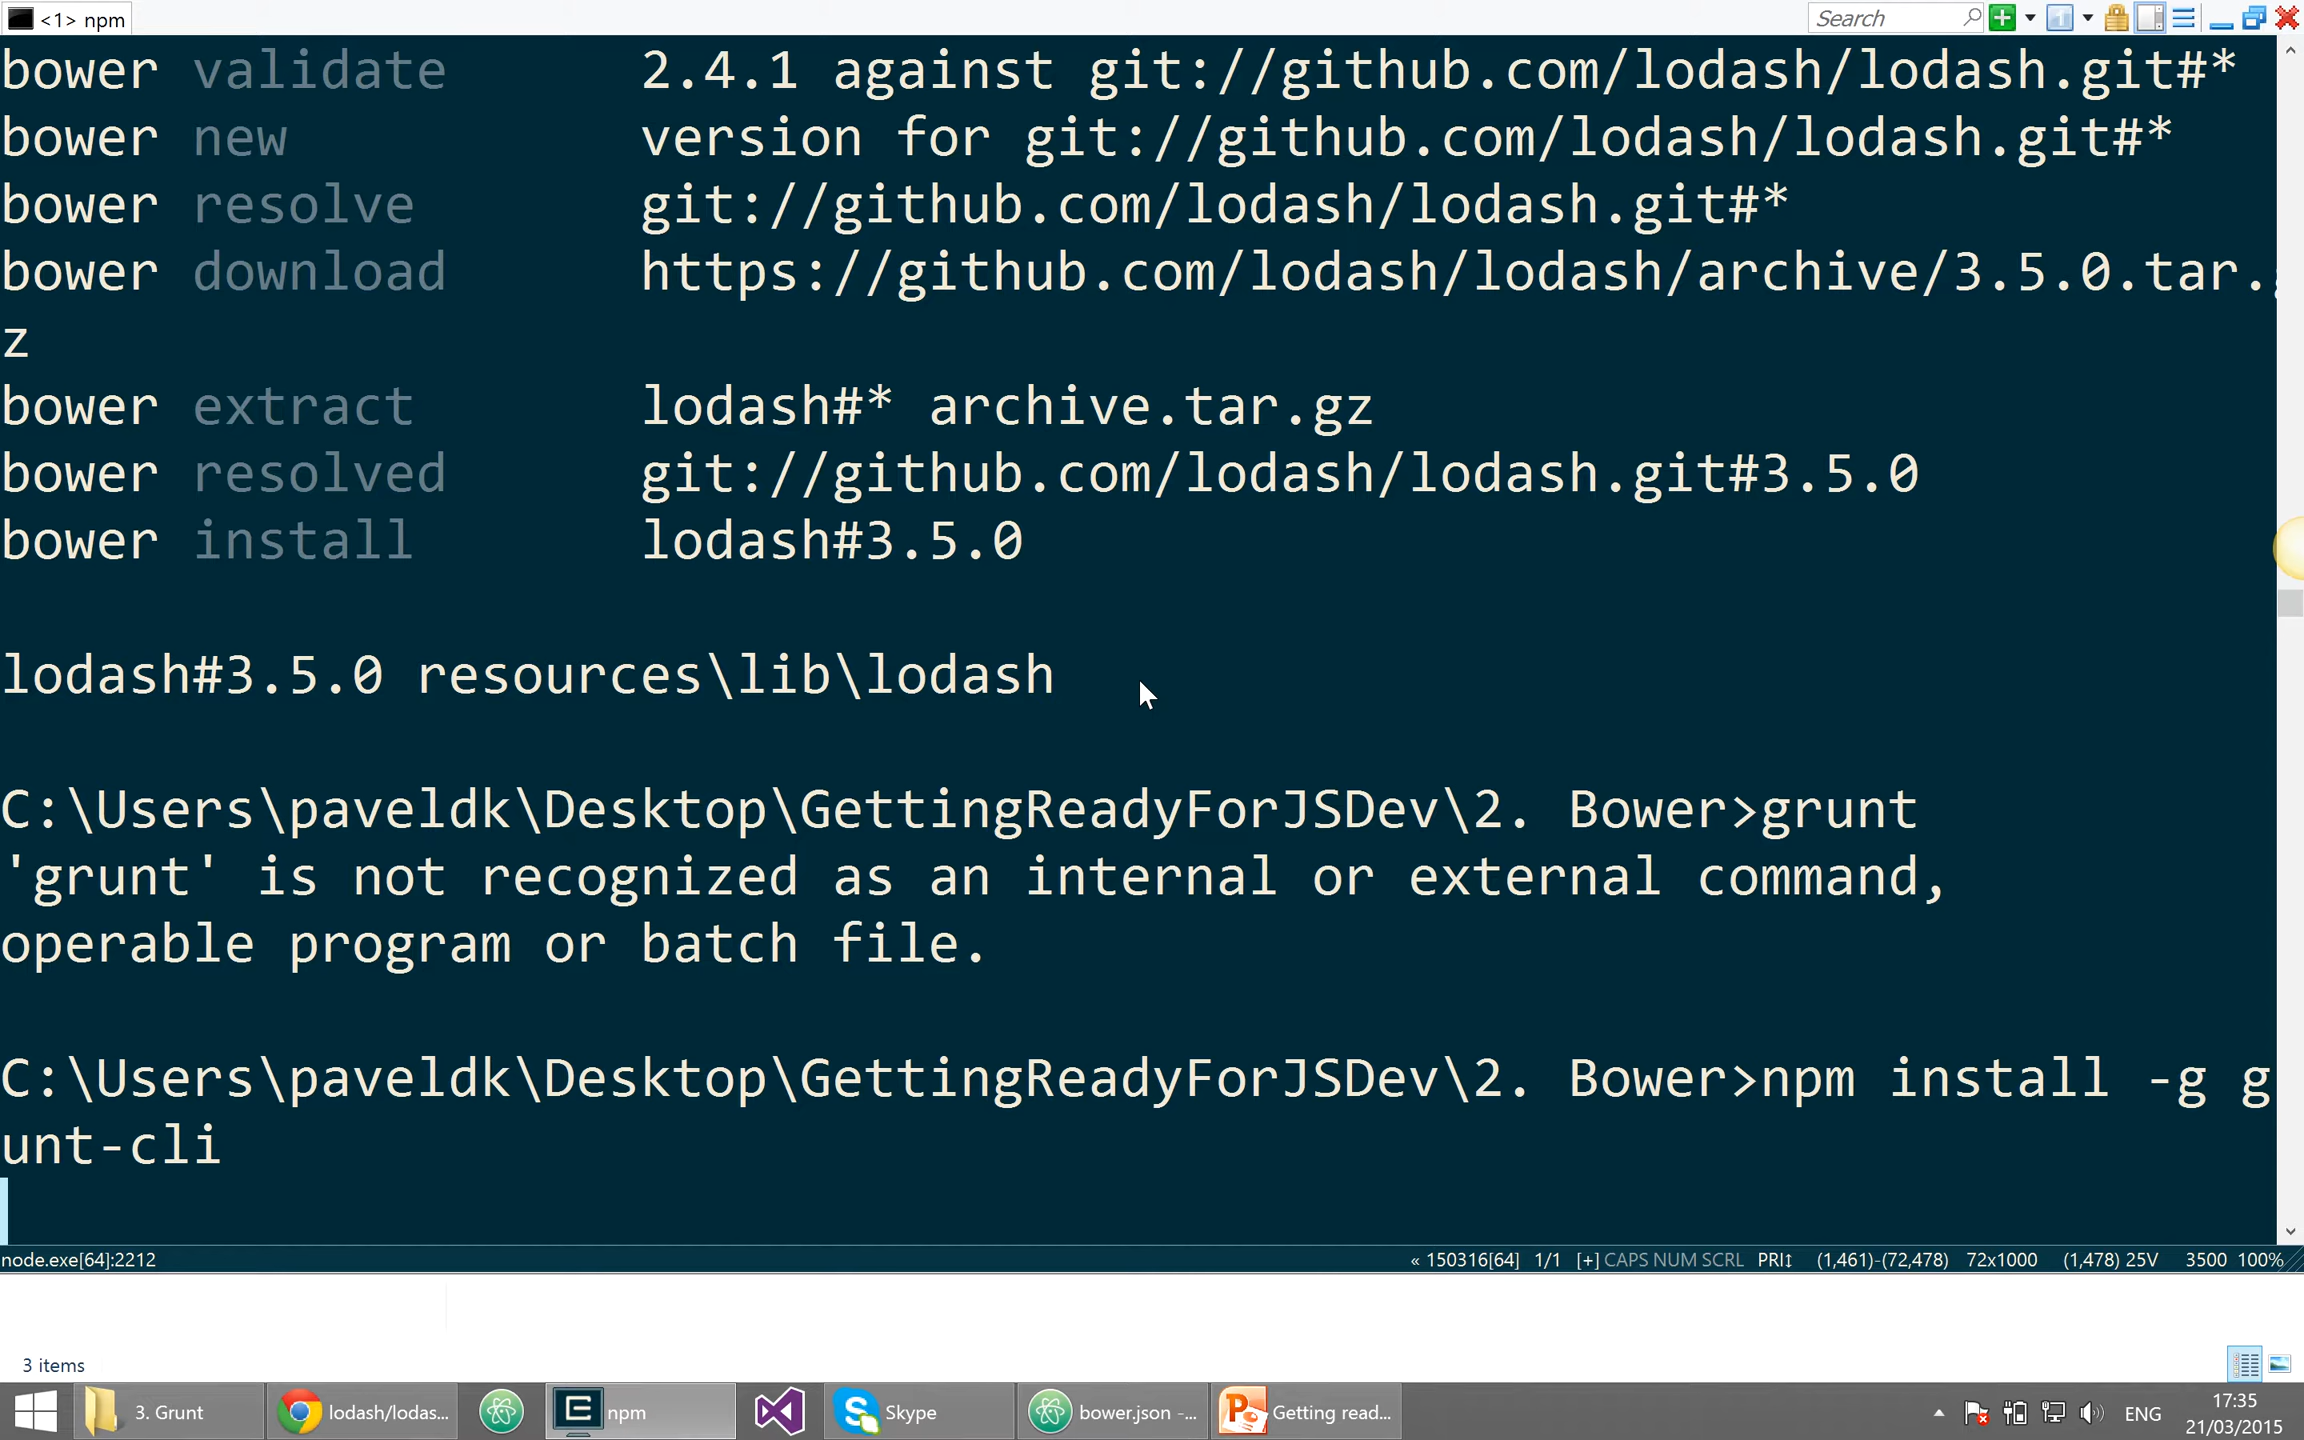 <1> npm
Search
bower validate 2.4.1 against git://github.com/lodash/lodash.git#*
bower new version for git://github.com/lodash/lodash.git#*
bower resolve git://github.com/lodash/lodash.git#*
bower download https://github.com/lodash/lodash/archive/3.5.0.tar.g
z
bower extract lodash#* archive.tar.gz
bower resolved git://github.com/lodash/lodash.git#3.5.0
bower install lodash#3.5.0
lodash#3.5.0 resources\lib\lodash
C:\Users\paveldk\Desktop\GettingReadyForJSDev\2. Bower>grunt
'grunt' is not recognized as an internal or external command,
operable program or batch file.
C:\Users\paveldk\Desktop\GettingReadyForJSDev\2. Bower>npm install -g g
unt-cli
node.exe[64]:2212 « 150316[64] 1/1 [+] CAPS NUM SCRL PRI↕ (1,461)-(72,478) 72x1000 (1,478) 25V 3500 100%
3 items
3. Grunt
lodash/lodas...
npm
Skype
bower.json -...
Getting read...
ENG
17:35
21/03/2015